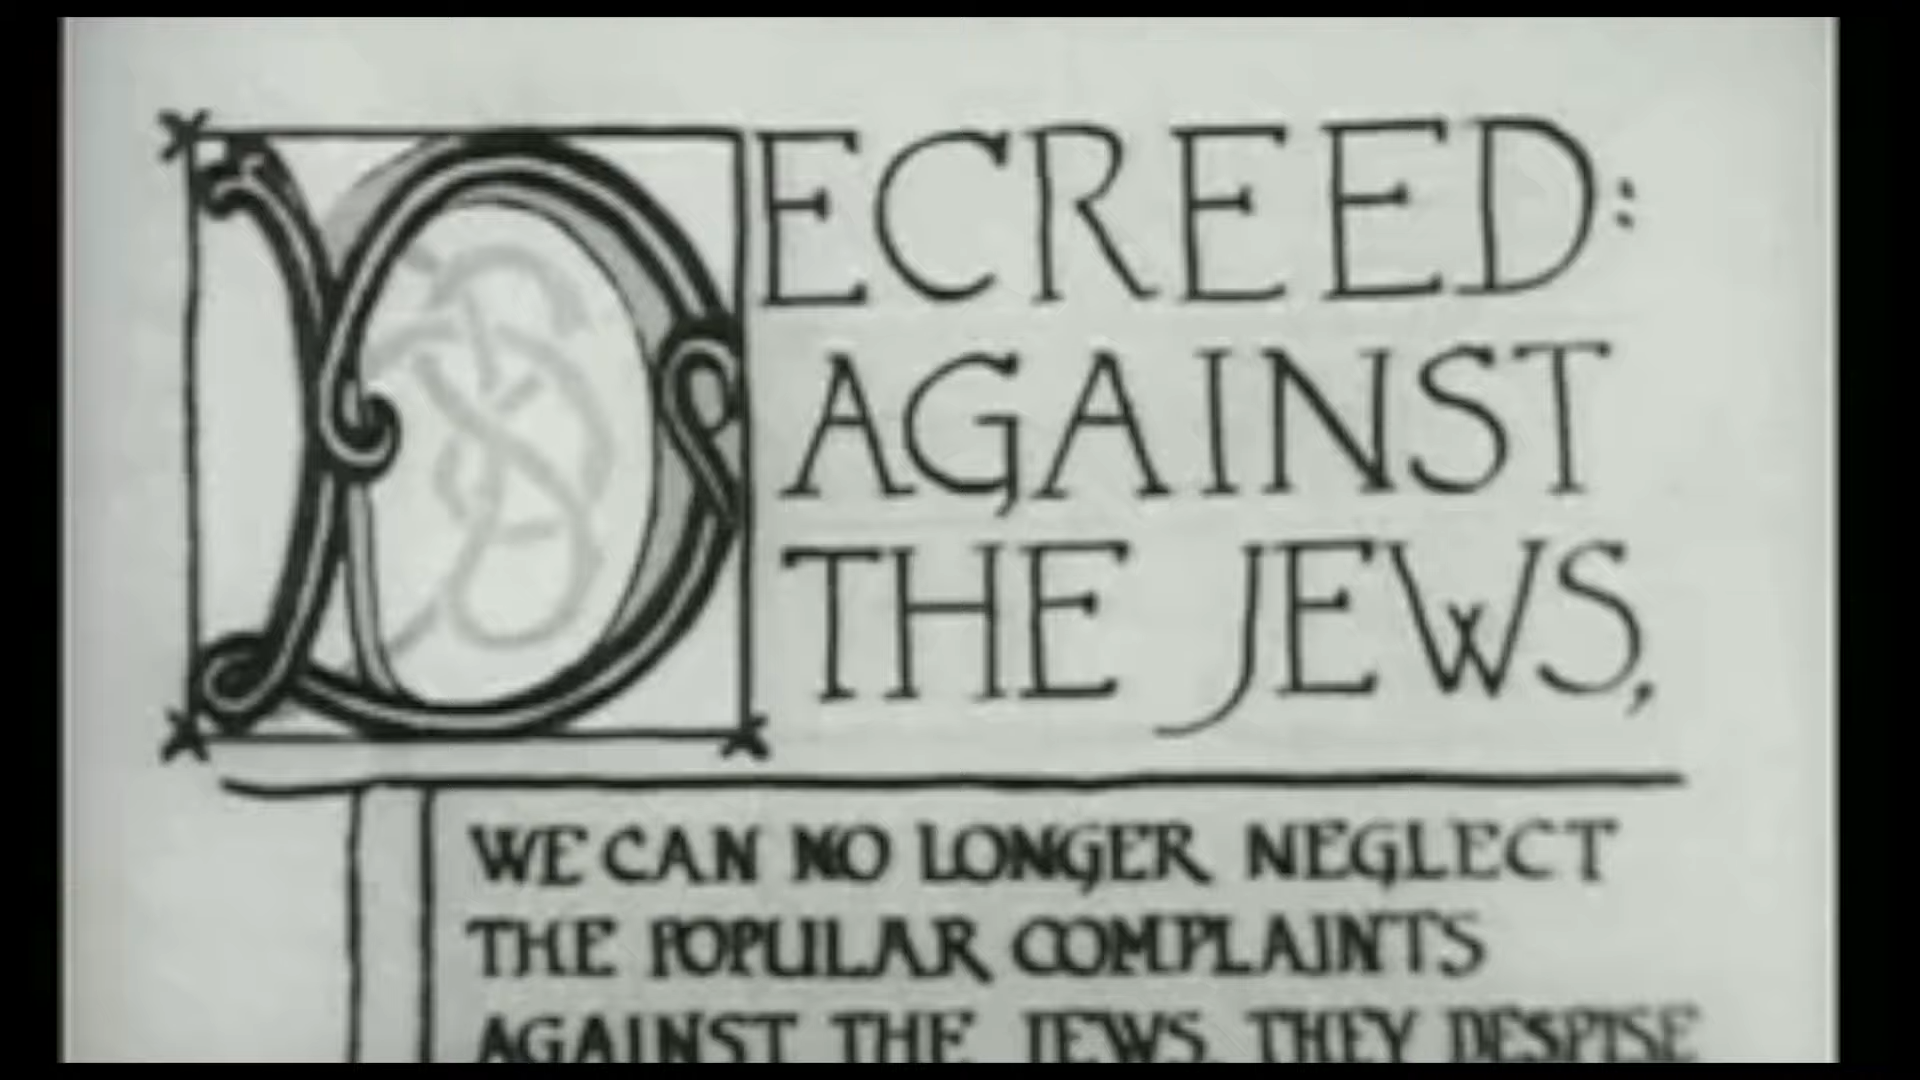 DECREED:
AGAINST
THE JEWS,
WE CAN NO LONGER NEGLECT
THE POPULAR COMPLAINTS
AGAINST THE JEWS. THEY DESPISE